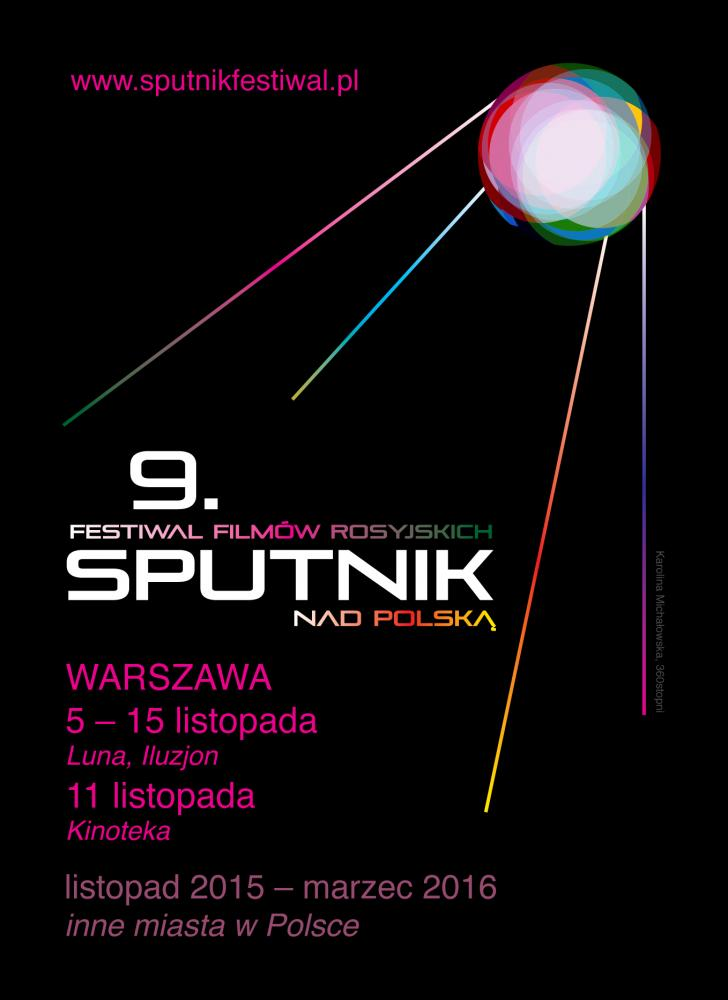 www.sputnikfestiwal.pl
9.
FESTIWAL FILMÓW ROSYJSKICH
SPUTNIK
NAD POLSKĄ
WARSZAWA
5 – 15 listopada
Luna, Iluzjon
11 listopada
Kinoteka
listopad 2015 – marzec 2016
inne miasta w Polsce
Karolina Michałowska, 360stopni